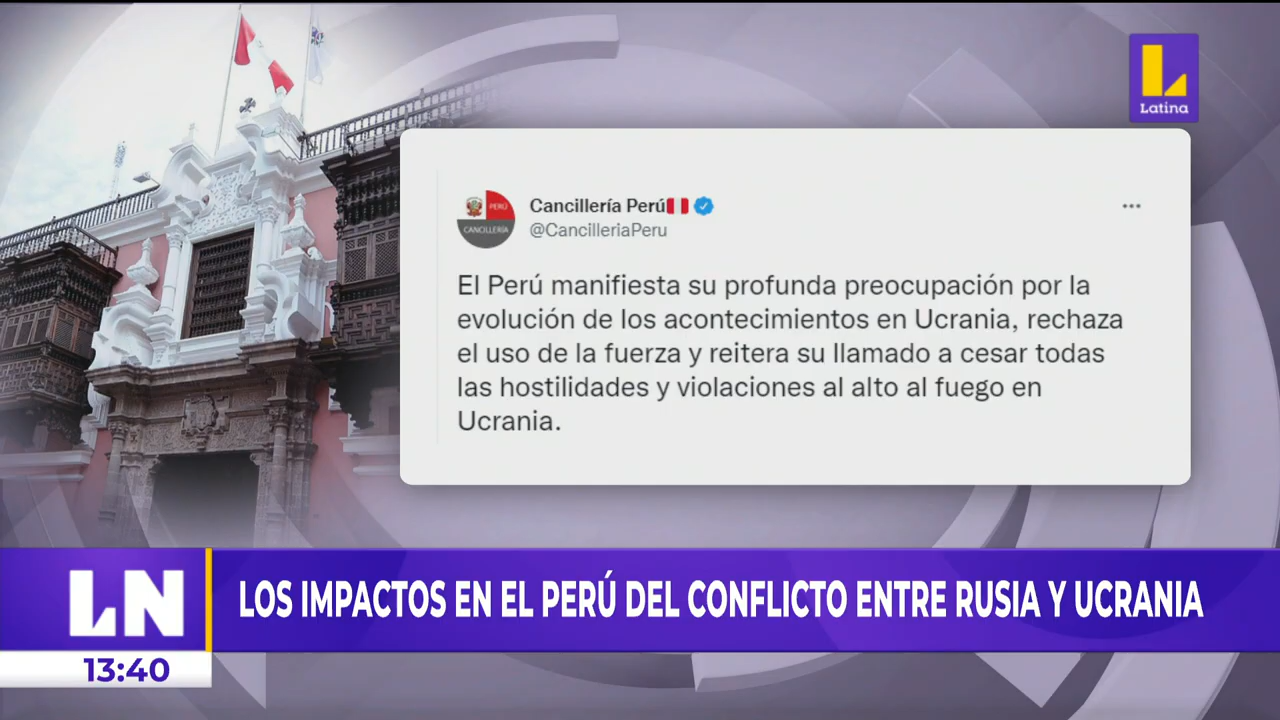 Latina
PERÚ
CANCILLERÍA
Cancillería Perú🇵🇪
@CancilleriaPeru
El Perú manifiesta su profunda preocupación por la
evolución de los acontecimientos en Ucrania, rechaza
el uso de la fuerza y reitera su llamado a cesar todas
las hostilidades y violaciones al alto al fuego en
Ucrania.
LN
LOS IMPACTOS EN EL PERÚ DEL CONFLICTO ENTRE RUSIA Y UCRANIA
13:40